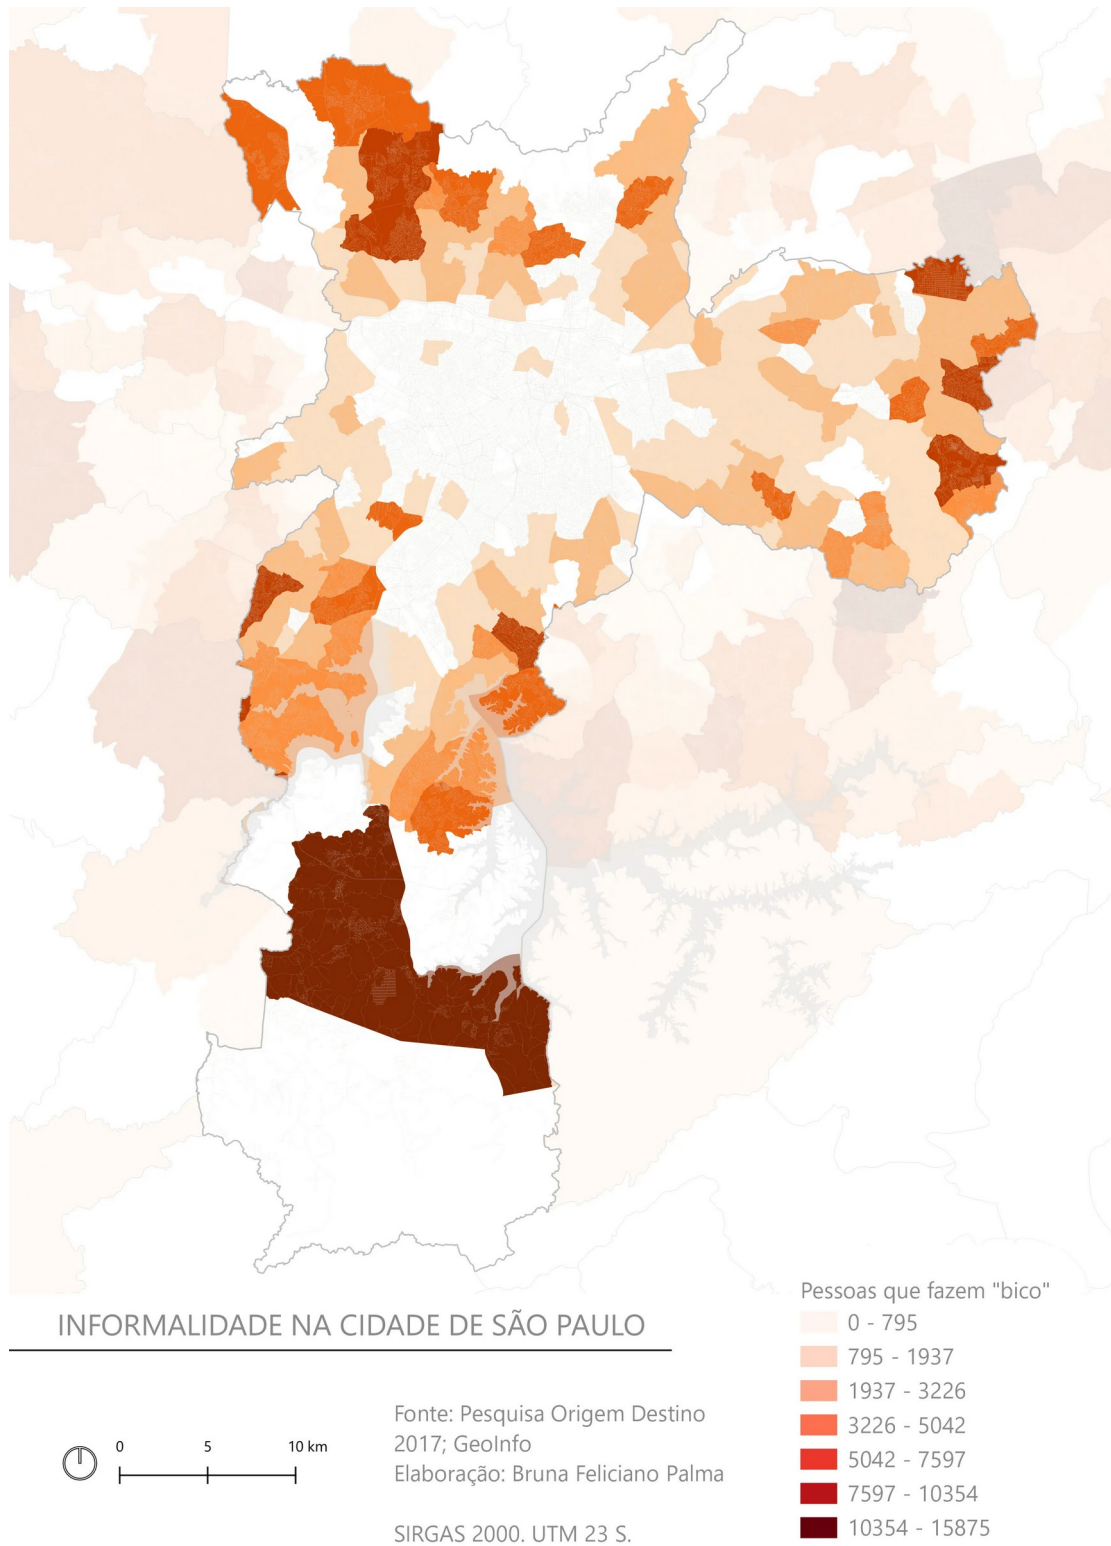 INFORMALIDADE NA CIDADE DE SÃO PAULO
0 5 10 km
Fonte: Pesquisa Origem Destino
2017; GeoInfo
Elaboração: Bruna Feliciano Palma
SIRGAS 2000. UTM 23 S.
Pessoas que fazem "bico"
0 - 795
795 - 1937
1937 - 3226
3226 - 5042
5042 - 7597
7597 - 10354
10354 - 15875